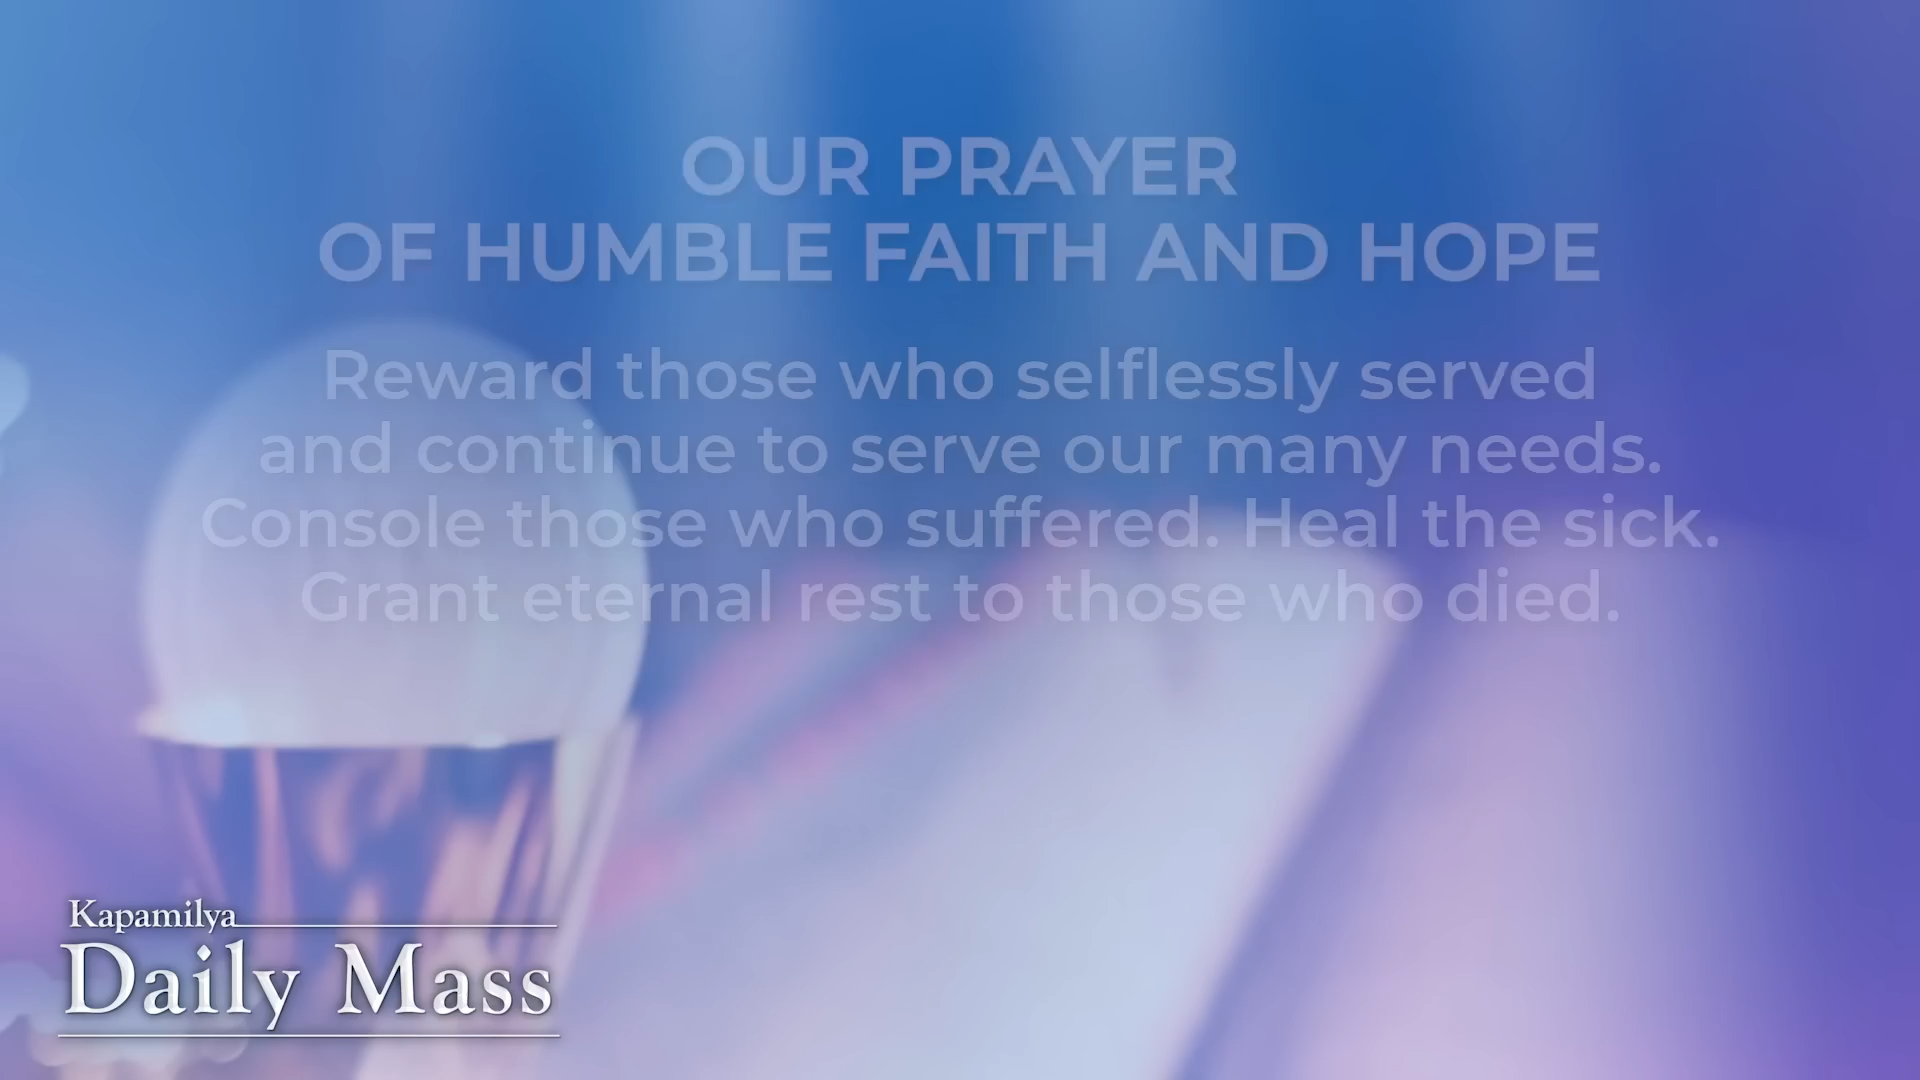 OUR PRAYER
OF HUMBLE FAITH AND HOPE
Reward those who selflessly served
and continue to serve our many needs.
Console those who suffered. Heal the sick.
Grant eternal rest to those who died.
Kapamilya
Daily Mass